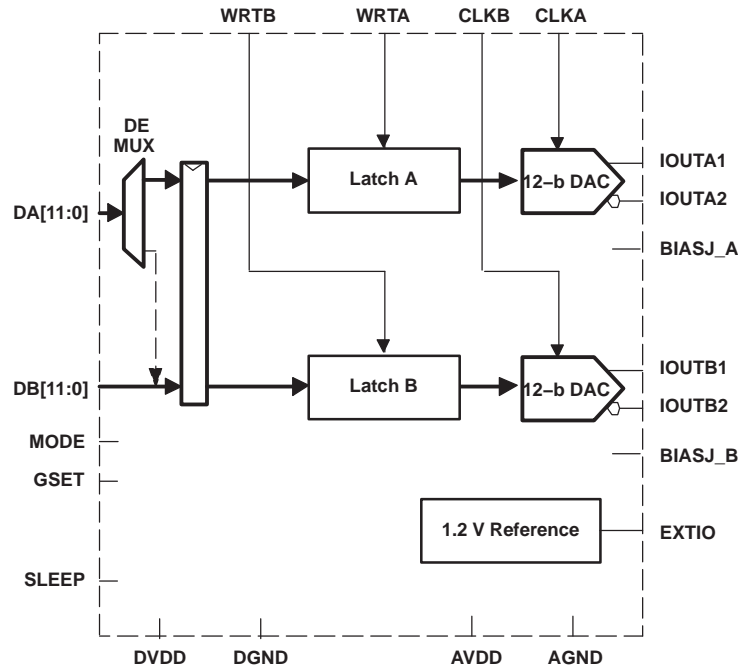 WRTB
WRTA
CLKB
CLKA
DE
MUX
DA[11:0]
Latch A
12–b DAC
IOUTA1
IOUTA2
BIASJ_A
DB[11:0]
Latch B
12–b DAC
IOUTB1
IOUTB2
BIASJ_B
MODE
GSET
1.2 V Reference
EXTIO
SLEEP
DVDD
DGND
AVDD
AGND